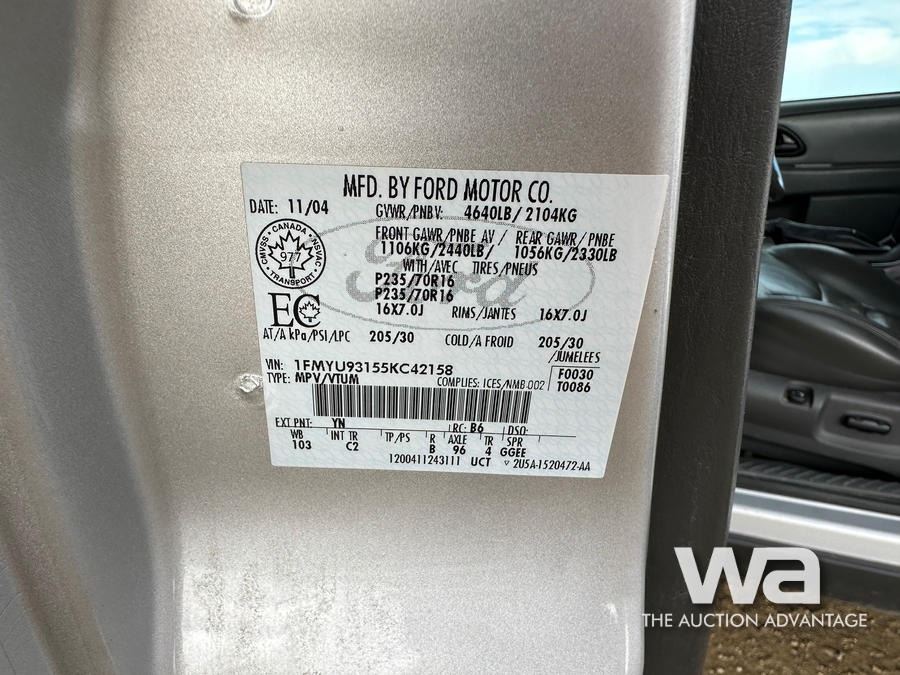 MFD. BY FORD MOTOR CO.
DATE: 11/04 GVWR/PNBV: 4640LB/2104KG
FRONT GAWR/PNBE AV/ REAR GAWR/PNBE
1106KG/2440LB/ 1056KG/2330LB
WITH/AVEC TIRES/PNEUS
P235/70R16
P235/70R16
16X7.0J RIMS/JANTES 16X7.0J
CMVSS • CANADA • NSVAC
977
TRANSPORT
Ford
EC
AT/A kPa/PSI/LPC 205/30 COLD/A FROID 205/30
/JUMELEES
VIN: 1FMYU93155KC42158 F0030
TYPE: MPV/VTUM COMPLIES: ICES/NMB-002 T0086
EXT PNT: YN RC: B6 DSO:
WB INT TR TP/PS R AXLE TR SPR
103 C2 B 96 4 GGEE
1200411243111 UCT ▿ 2U5A-1520472-AA
wa
THE AUCTION ADVANTAGE